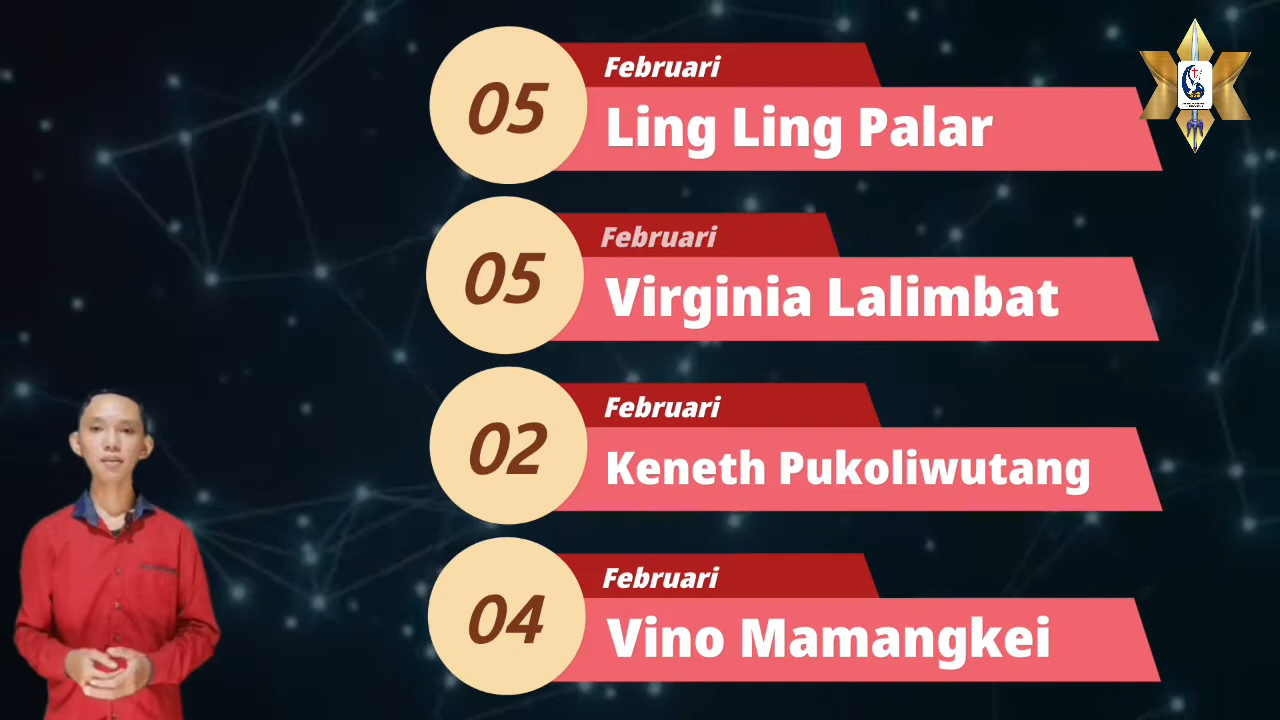 Februari
05
Ling Ling Palar
Februari
05
Virginia Lalimbat
Februari
02
Keneth Pukoliwutang
Februari
04
Vino Mamangkei